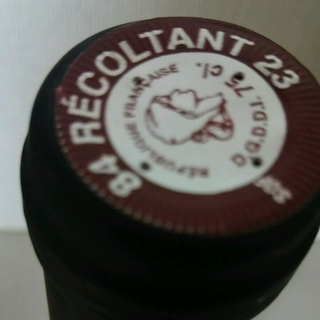 84 RÉCOLTANT 23
RÉPUBLIQUE FRANÇAISE
D.G.D.D.I. 75 cl.